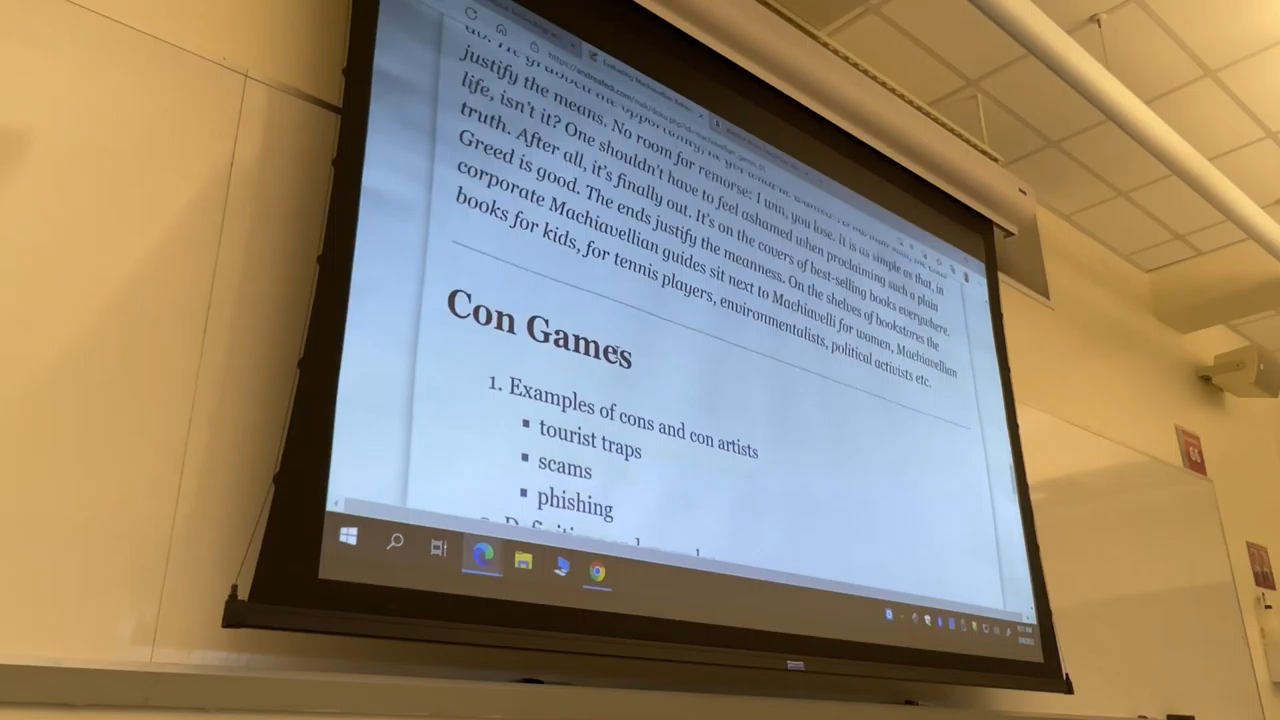 justify the means. No room for remorse: I win, you lose. It is as simple as that, in
life, isn't it? One shouldn't have to feel ashamed when proclaiming such a plain
truth. After all, it's finally out. It's on the covers of best-selling books everywhere.
Greed is good. The ends justify the meanness. On the shelves of bookstores the
corporate Machiavellian guides sit next to Machiavelli for women, Machiavellian
books for kids, for tennis players, environmentalists, political activists etc.
Con Games
1. Examples of cons and con artists
▪ tourist traps
▪ scams
▪ phishing